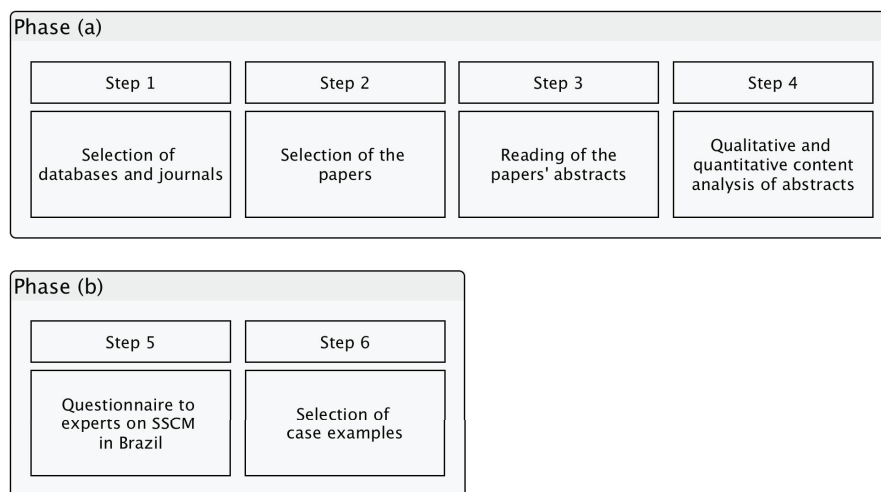 Phase (a)
Step 1
Step 2
Step 3
Step 4
Selection of
databases and journals
Selection of the
papers
Reading of the
papers' abstracts
Qualitative and
quantitative content
analysis of abstracts
Phase (b)
Step 5
Step 6
Questionnaire to
experts on SSCM
in Brazil
Selection of
case examples